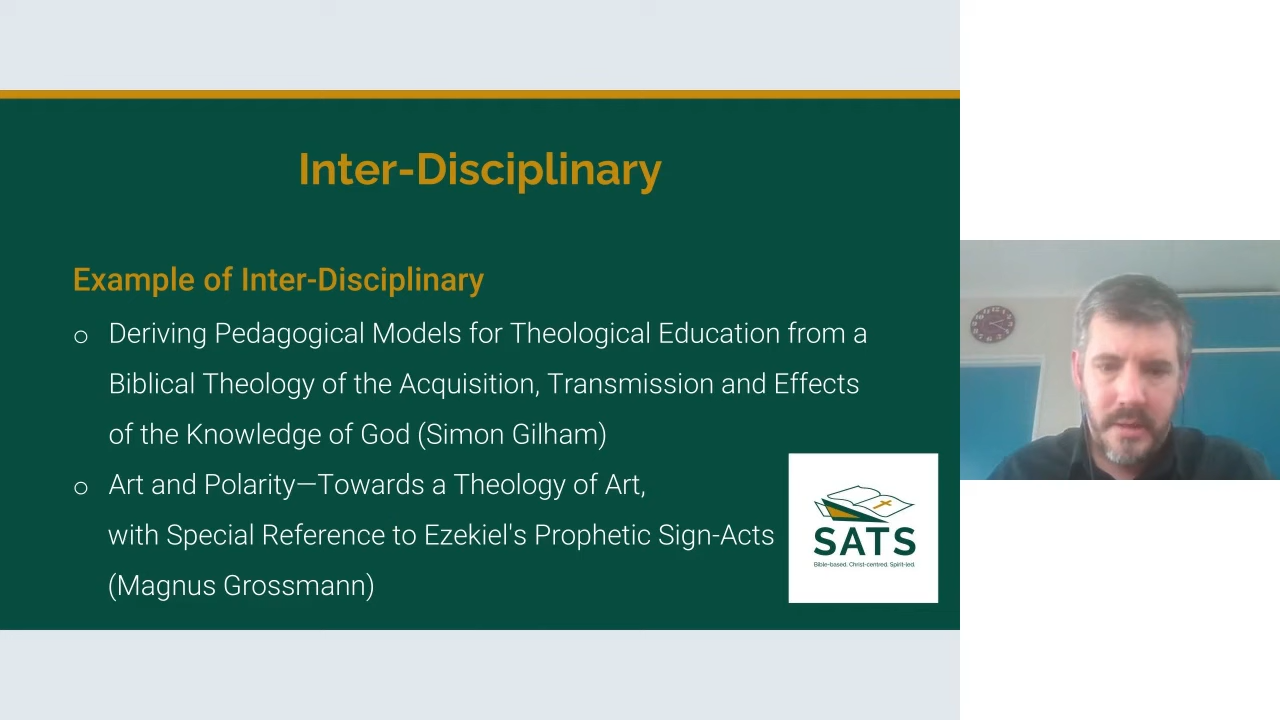 Inter-Disciplinary
Example of Inter-Disciplinary
o Deriving Pedagogical Models for Theological Education from a
Biblical Theology of the Acquisition, Transmission and Effects
of the Knowledge of God (Simon Gilham)
o Art and Polarity—Towards a Theology of Art,
with Special Reference to Ezekiel's Prophetic Sign-Acts
(Magnus Grossmann)
SATS
Bible-based. Christ-centred. Spirit-led.